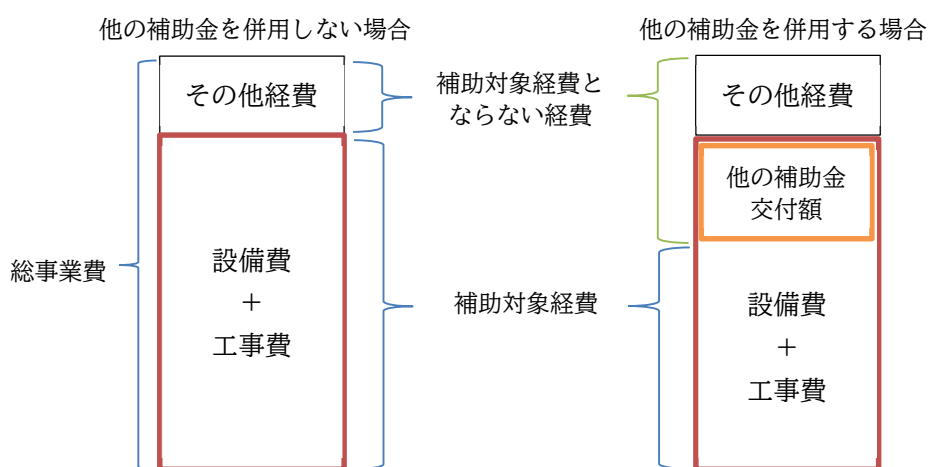 他の補助金を併用しない場合
他の補助金を併用する場合
その他経費
補助対象経費と
ならない経費
その他経費
他の補助金
交付額
総事業費
設備費
+
工事費
補助対象経費
設備費
+
工事費